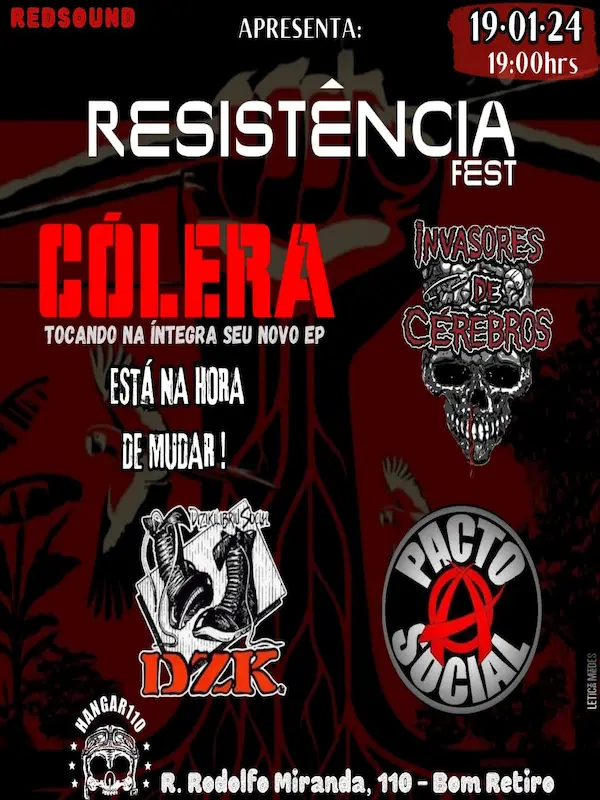 REDSOUND
APRESENTA:
19·01·24
19:00hrs
RESISTÊNCIA
FEST
CÓLERA
TOCANDO NA ÍNTEGRA SEU NOVO EP
ESTÁ NA HORA
DE MUDAR!
INVASORES
DE
CÉREBROS
DZK.
PACTO
SOCIAL
HANGAR110
R. Rodolfo Miranda, 110 - Bom Retiro